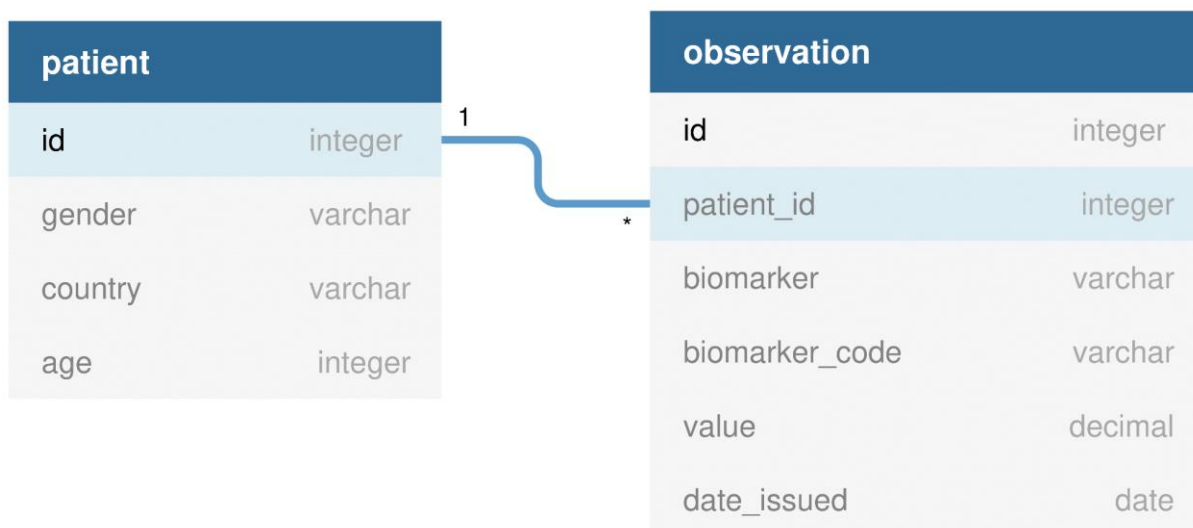 patient
id integer
gender varchar
country varchar
age integer
1
*
observation
id integer
patient_id integer
biomarker varchar
biomarker_code varchar
value decimal
date_issued date